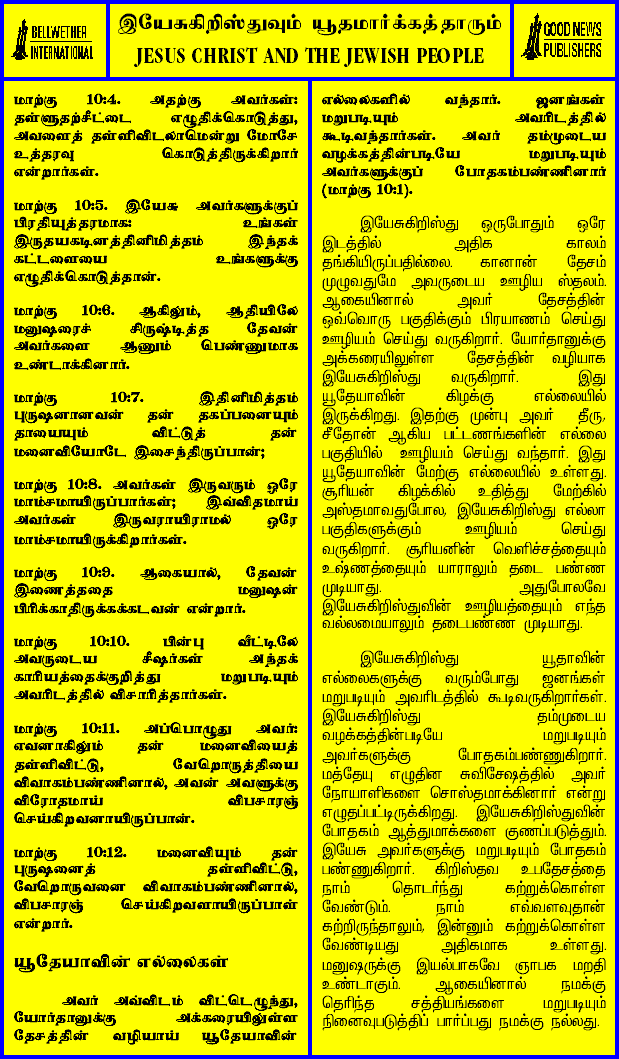 BELLWETHER
INTERNATIONAL
இயேசுகிறிஸ்துவும் யூதமார்க்கத்தாரும்
JESUS CHRIST AND THE JEWISH PEOPLE
GOOD NEWS
PUBLISHERS
மாற்கு 10:4. அதற்கு அவர்கள்:
தள்ளுதற்சீட்டை எழுதிக்கொடுத்து,
அவளைத் தள்ளிவிடலாமென்று மோசே
உத்தரவு கொடுத்திருக்கிறார்
என்றார்கள்.
மாற்கு 10:5. இயேசு அவர்களுக்குப்
பிரதியுத்தரமாக: உங்கள்
இருதயகடினத்தினிமித்தம் இந்தக்
கட்டளையை உங்களுக்கு
எழுதிக்கொடுத்தான்.
மாற்கு 10:6. ஆகிலும், ஆதியிலே
மனுஷரைச் சிருஷ்டித்த தேவன்
அவர்களை ஆணும் பெண்ணுமாக
உண்டாக்கினார்.
மாற்கு 10:7. இதினிமித்தம்
புருஷனானவன் தன் தகப்பனையும்
தாயையும் விட்டுத் தன்
மனைவியோடே இசைந்திருப்பான்;
மாற்கு 10:8. அவர்கள் இருவரும் ஒரே
மாம்சமாயிருப்பார்கள்; இவ்விதமாய்
அவர்கள் இருவராயிராமல் ஒரே
மாம்சமாயிருக்கிறார்கள்.
மாற்கு 10:9. ஆகையால், தேவன்
இணைத்ததை மனுஷன்
பிரிக்காதிருக்கக்கடவன் என்றார்.
மாற்கு 10:10. பின்பு வீட்டிலே
அவருடைய சீஷர்கள் அந்தக்
காரியத்தைக்குறித்து மறுபடியும்
அவரிடத்தில் விசாரித்தார்கள்.
மாற்கு 10:11. அப்பொழுது அவர்:
எவனாகிலும் தன் மனைவியைத்
தள்ளிவிட்டு, வேறொருத்தியை
விவாகம்பண்ணினால், அவன் அவளுக்கு
விரோதமாய் விபசாரஞ்
செய்கிறவனாயிருப்பான்.
மாற்கு 10:12. மனைவியும் தன்
புருஷனைத் தள்ளிவிட்டு,
வேறொருவனை விவாகம்பண்ணினால்,
விபசாரஞ் செய்கிறவளாயிருப்பாள்
என்றார்.
யூதேயாவின் எல்லைகள்
அவர் அவ்விடம் விட்டெழுந்து,
யோர்தானுக்கு அக்கரையிலுள்ள
தேசத்தின் வழியாய் யூதேயாவின்
எல்லைகளில் வந்தார். ஜனங்கள்
மறுபடியும் அவரிடத்தில்
கூடிவந்தார்கள். அவர் தம்முடைய
வழக்கத்தின்படியே மறுபடியும்
அவர்களுக்குப் போதகம்பண்ணினார்
(மாற்கு 10:1).
இயேசுகிறிஸ்து ஒருபோதும் ஒரே
இடத்தில் அதிக காலம்
தங்கியிருப்பதில்லை. கானான் தேசம்
முழுவதுமே அவருடைய ஊழிய ஸ்தலம்.
ஆகையினால் அவர் தேசத்தின்
ஒவ்வொரு பகுதிக்கும் பிரயாணம் செய்து
ஊழியம் செய்து வருகிறார். யோர்தானுக்கு
அக்கரையிலுள்ள தேசத்தின் வழியாக
இயேசுகிறிஸ்து வருகிறார். இது
யூதேயாவின் கிழக்கு எல்லையில்
இருக்கிறது. இதற்கு முன்பு அவர் தீரு,
சீதோன் ஆகிய பட்டணங்களின் எல்லை
பகுதியில் ஊழியம் செய்து வந்தார். இது
யூதேயாவின் மேற்கு எல்லையில் உள்ளது.
சூரியன் கிழக்கில் உதித்து மேற்கில்
அஸ்தமாவதுபோல, இயேசுகிறிஸ்து எல்லா
பகுதிகளுக்கும் ஊழியம் செய்து
வருகிறார். சூரியனின் வெளிச்சத்தையும்
உஷ்ணத்தையும் யாராலும் தடை பண்ண
முடியாது. அதுபோலவே
இயேசுகிறிஸ்துவின் ஊழியத்தையும் எந்த
வல்லமையாலும் தடைபண்ண முடியாது.
இயேசுகிறிஸ்து யூதாவின்
எல்லைகளுக்கு வரும்போது ஜனங்கள்
மறுபடியும் அவரிடத்தில் கூடிவருகிறார்கள்.
இயேசுகிறிஸ்து தம்முடைய
வழக்கத்தின்படியே மறுபடியும்
அவர்களுக்கு போதகம்பண்ணுகிறார்.
மத்தேயு எழுதின சுவிசேஷத்தில் அவர்
நோயாளிகளை சொஸ்தமாக்கினார் என்று
எழுதப்பட்டிருக்கிறது. இயேசுகிறிஸ்துவின்
போதகம் ஆத்துமாக்களை குணப்படுத்தும்.
இயேசு அவர்களுக்கு மறுபடியும் போதகம்
பண்ணுகிறார். கிறிஸ்தவ உபதேசத்தை
நாம் தொடர்ந்து கற்றுக்கொள்ள
வேண்டும். நாம் எவ்வளவுதான்
கற்றிருந்தாலும், இன்னும் கற்றுக்கொள்ள
வேண்டியது அதிகமாக உள்ளது.
மனுஷருக்கு இயல்பாகவே ஞாபக மறதி
உண்டாகும். ஆகையினால் நமக்கு
தெரிந்த சத்தியங்களை மறுபடியும்
நினைவுபடுத்திப் பார்ப்பது நமக்கு நல்லது.